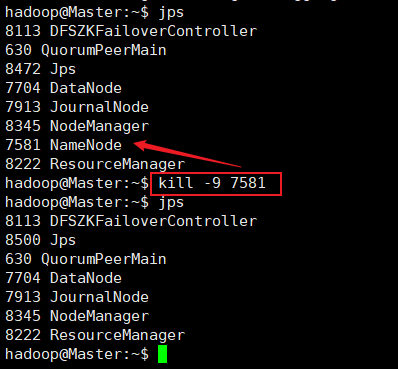 hadoop@Master:~$ jps
8113 DFSZKFailoverController
630 QuorumPeerMain
8472 Jps
7704 DataNode
7913 JournalNode
8345 NodeManager
7581 NameNode
8222 ResourceManager
hadoop@Master:~$ kill -9 7581
hadoop@Master:~$ jps
8113 DFSZKFailoverController
8500 Jps
630 QuorumPeerMain
7704 DataNode
7913 JournalNode
8345 NodeManager
8222 ResourceManager
hadoop@Master:~$